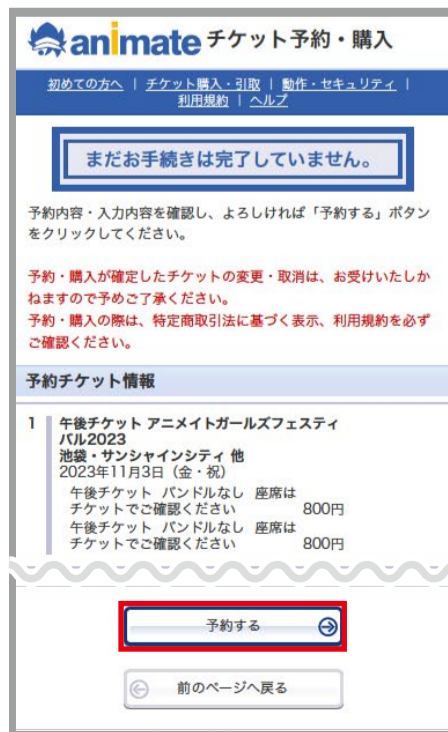 animate チケット予約・購入
初めての方へ | チケット購入・引取 | 動作・セキュリティ |
利用規約 | ヘルプ
まだお手続きは完了していません。
予約内容・入力内容を確認し、よろしければ「予約する」ボタン
をクリックしてください。
予約・購入が確定したチケットの変更・取消は、お受けいたしか
ねますので予めご了承ください。
予約・購入の際は、特定商取引法に基づく表示、利用規約を必ず
ご確認ください。
予約チケット情報
1 午後チケット アニメイトガールズフェスティ
バル2023
池袋・サンシャインシティ 他
2023年11月3日(金・祝)
午後チケット バンドルなし 座席は
チケットでご確認ください 800円
午後チケット バンドルなし 座席は
チケットでご確認ください 800円
予約する
前のページへ戻る